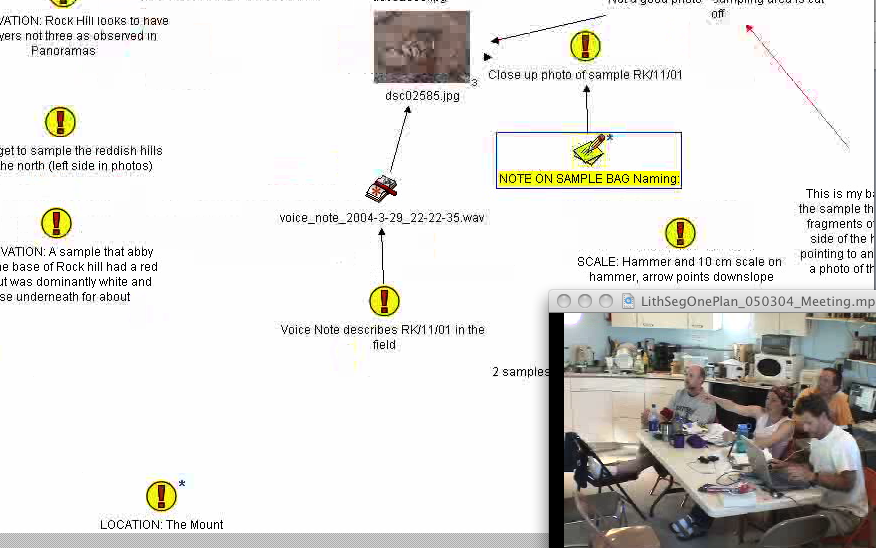 Not a good photo - sampling area is cut
off
VATION: Rock Hill looks to have
yers not three as observed in
Panoramas
3
Close up photo of sample RK/11/01
dsc02585.jpg
get to sample the reddish hills
he north (left side in photos)
*
NOTE ON SAMPLE BAG Naming:
voice_note_2004-3-29_22-22-35.wav
This is my ba
the sample th
fragments of
side of the h
pointing to an
a photo of th
VATION: A sample that abby
e base of Rock hill had a red
ut was dominantly white and
se underneath for about
SCALE: Hammer and 10 cm scale on
hammer, arrow points downslope
LithSegOnePlan_050304_Meeting.mp
Voice Note describes RK/11/01 in the
field
2 samples
*
LOCATION: The Mount